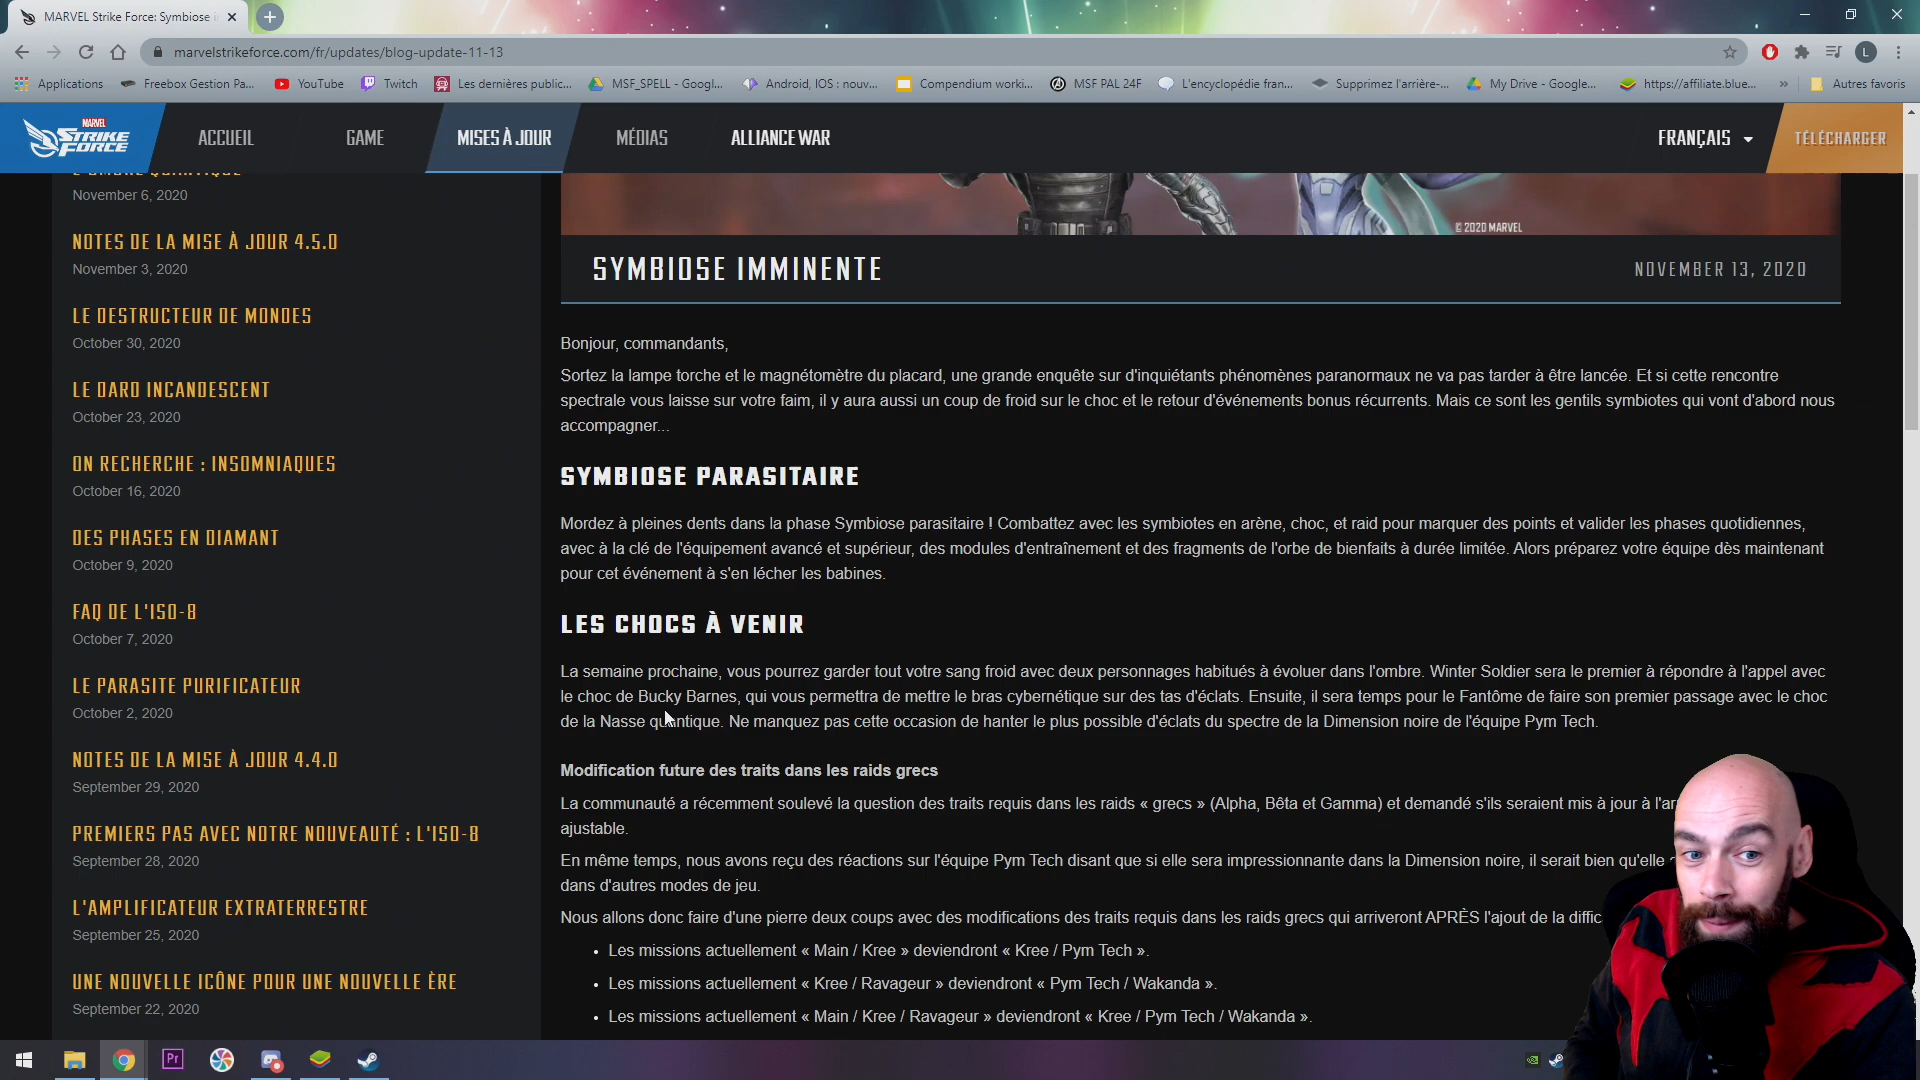 MARVEL Strike Force: Symbiose i
marvelstrikeforce.com/fr/updates/blog-update-11-13
L
Applications
Freebox Gestion Pa...
YouTube
Twitch
Les dernières public...
MSF_SPELL - Googl...
Android, IOS : nouv...
Compendium worki...
MSF PAL 24F
L'encyclopédie fran...
Supprimez l'arrière-...
My Drive - Google...
https://affiliate.blue...
»
Autres favoris
MARVEL
STRIKE
FORCE
ACCUEIL
GAME
MISES À JOUR
MÉDIAS
ALLIANCE WAR
FRANÇAIS
TÉLÉCHARGER
L'OMBRE QUANTIQUE
November 6, 2020
NOTES DE LA MISE À JOUR 4.5.0
November 3, 2020
LE DESTRUCTEUR DE MONDES
October 30, 2020
LE DARD INCANDESCENT
October 23, 2020
ON RECHERCHE : INSOMNIAQUES
October 16, 2020
DES PHASES EN DIAMANT
October 9, 2020
FAQ DE L'ISO-8
October 7, 2020
LE PARASITE PURIFICATEUR
October 2, 2020
NOTES DE LA MISE À JOUR 4.4.0
September 29, 2020
PREMIERS PAS AVEC NOTRE NOUVEAUTÉ : L'ISO-8
September 28, 2020
L'AMPLIFICATEUR EXTRATERRESTRE
September 25, 2020
UNE NOUVELLE ICÔNE POUR UNE NOUVELLE ÈRE
September 22, 2020
© 2020 MARVEL
SYMBIOSE IMMINENTE
NOVEMBER 13, 2020
Bonjour, commandants,
Sortez la lampe torche et le magnétomètre du placard, une grande enquête sur d'inquiétants phénomènes paranormaux ne va pas tarder à être lancée. Et si cette rencontre
spectrale vous laisse sur votre faim, il y aura aussi un coup de froid sur le choc et le retour d'événements bonus récurrents. Mais ce sont les gentils symbiotes qui vont d'abord nous
accompagner...
SYMBIOSE PARASITAIRE
Mordez à pleines dents dans la phase Symbiose parasitaire ! Combattez avec les symbiotes en arène, choc, et raid pour marquer des points et valider les phases quotidiennes,
avec à la clé de l'équipement avancé et supérieur, des modules d'entraînement et des fragments de l'orbe de bienfaits à durée limitée. Alors préparez votre équipe dès maintenant
pour cet événement à s'en lécher les babines.
LES CHOCS À VENIR
La semaine prochaine, vous pourrez garder tout votre sang froid avec deux personnages habitués à évoluer dans l'ombre. Winter Soldier sera le premier à répondre à l'appel avec
le choc de Bucky Barnes, qui vous permettra de mettre le bras cybernétique sur des tas d'éclats. Ensuite, il sera temps pour le Fantôme de faire son premier passage avec le choc
de la Nasse quantique. Ne manquez pas cette occasion de hanter le plus possible d'éclats du spectre de la Dimension noire de l'équipe Pym Tech.
Modification future des traits dans les raids grecs
La communauté a récemment soulevé la question des traits requis dans les raids « grecs » (Alpha, Bêta et Gamma) et demandé s'ils seraient mis à jour à l'ar
ajustable.
En même temps, nous avons reçu des réactions sur l'équipe Pym Tech disant que si elle sera impressionnante dans la Dimension noire, il serait bien qu'elle
dans d'autres modes de jeu.
Nous allons donc faire d'une pierre deux coups avec des modifications des traits requis dans les raids grecs qui arriveront APRÈS l'ajout de la diffic
• Les missions actuellement « Main / Kree » deviendront « Kree / Pym Tech ».
• Les missions actuellement « Kree / Ravageur » deviendront « Pym Tech / Wakanda ».
• Les missions actuellement « Main / Kree / Ravageur » deviendront « Kree / Pym Tech / Wakanda ».
Pr